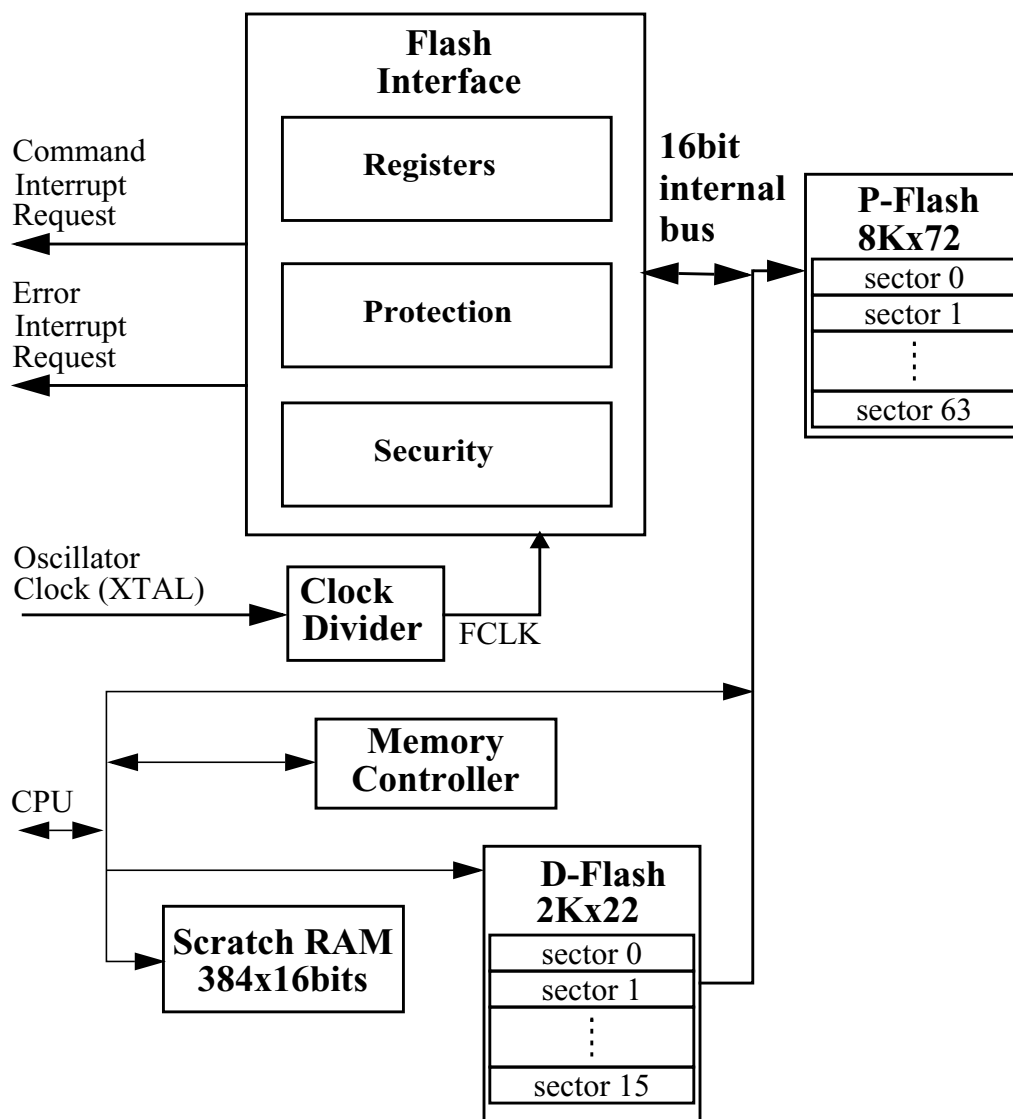 Flash
Interface
Registers
Protection
Security
Command
Interrupt
Request
Error
Interrupt
Request
16bit
internal
bus
P-Flash
8Kx72
sector 0
sector 1
sector 63
Oscillator
Clock (XTAL)
Clock
Divider
FCLK
Memory
Controller
CPU
Scratch RAM
384x16bits
D-Flash
2Kx22
sector 0
sector 1
sector 15